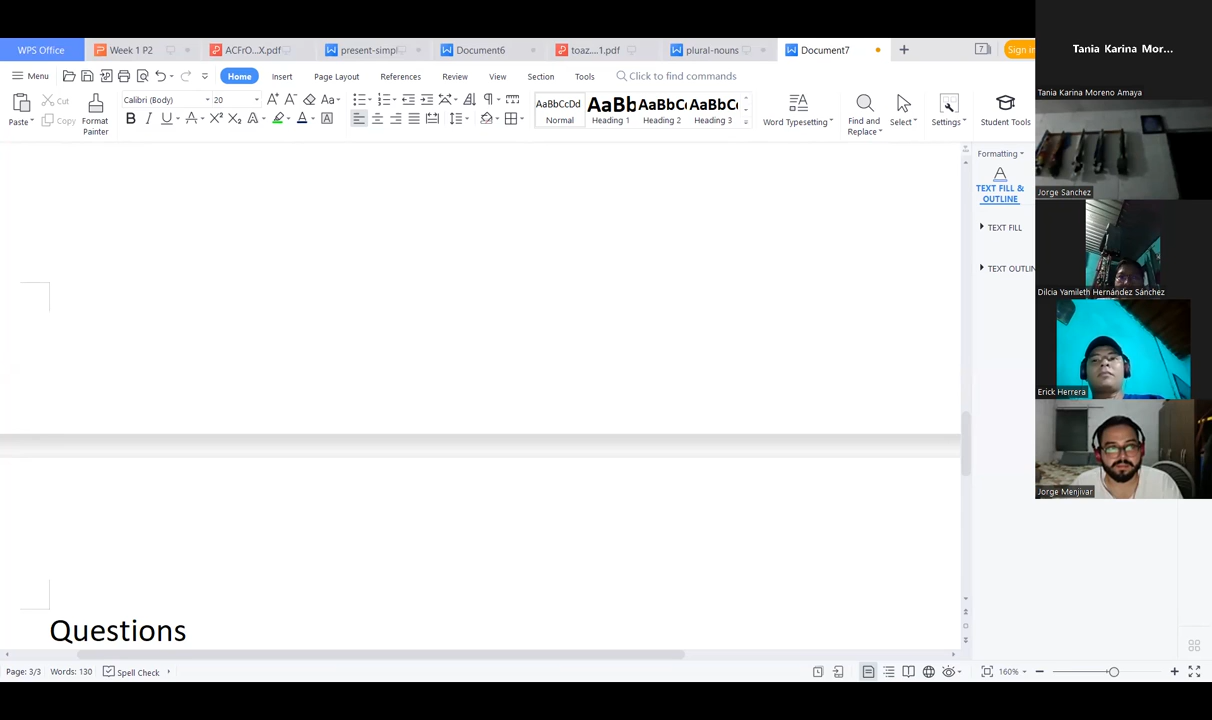 WPS Office
Week 1 P2
ACFrO...X.pdf
present-simpl
Document6
toaz....1.pdf
plural-nouns
Document7
7
Sign in
Menu
Home
Insert
Page Layout
References
Review
View
Section
Tools
Click to find commands
Paste
Cut
Copy
Format
Painter
Calibri (Body)
20
AaBbCcDd
Normal
AaBb
Heading 1
AaBbC
Heading 2
AaBbC
Heading 3
Word Typesetting
Find and
Replace
Select
Settings
Student Tools
Formatting
TEXT FILL &
OUTLINE
TEXT FILL
TEXT OUTLIN
Tania Karina Mor...
Tania Karina Moreno Amaya
Jorge Sanchez
Dilcia Yamileth Hernández Sánchez
Erick Herrera
Jorge Menjivar
Questions
Page: 3/3
Words: 130
Spell Check
160%